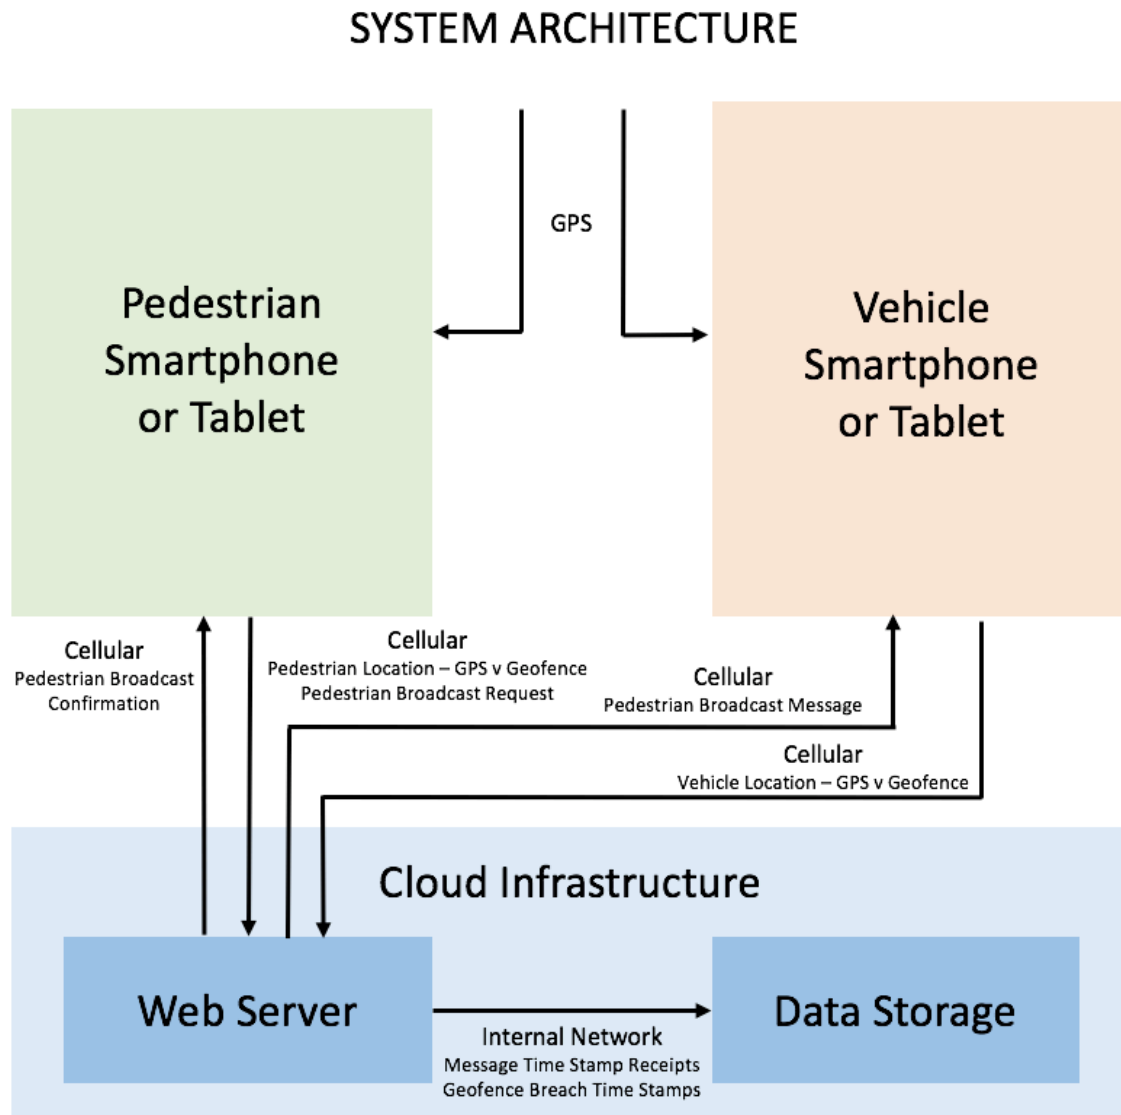 SYSTEM ARCHITECTURE
GPS
Pedestrian
Smartphone
or Tablet
Vehicle
Smartphone
or Tablet
Cellular
Pedestrian Broadcast
Confirmation
Cellular
Pedestrian Location – GPS v Geofence
Pedestrian Broadcast Request
Cellular
Pedestrian Broadcast Message
Cellular
Vehicle Location – GPS v Geofence
Cloud Infrastructure
Web Server
Internal Network
Message Time Stamp Receipts
Geofence Breach Time Stamps
Data Storage